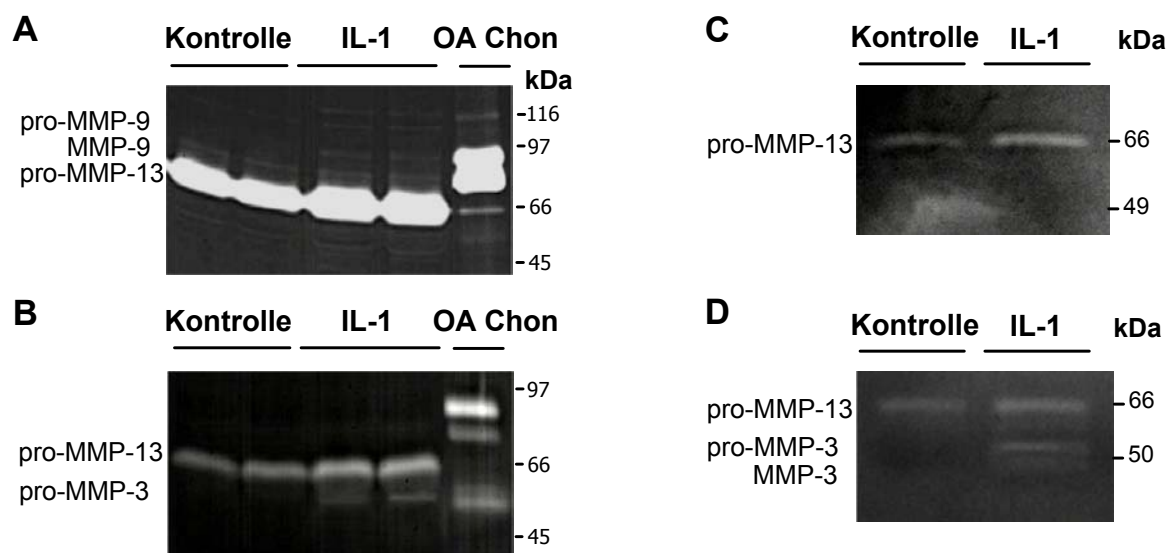 A
Kontrolle IL-1 OA Chon
kDa
pro-MMP-9
MMP-9
pro-MMP-13
116
97
66
45
B
Kontrolle IL-1 OA Chon
pro-MMP-13
pro-MMP-3
97
66
45
C
Kontrolle IL-1 kDa
pro-MMP-13
66
49
D
Kontrolle IL-1 kDa
pro-MMP-13
pro-MMP-3
MMP-3
66
50